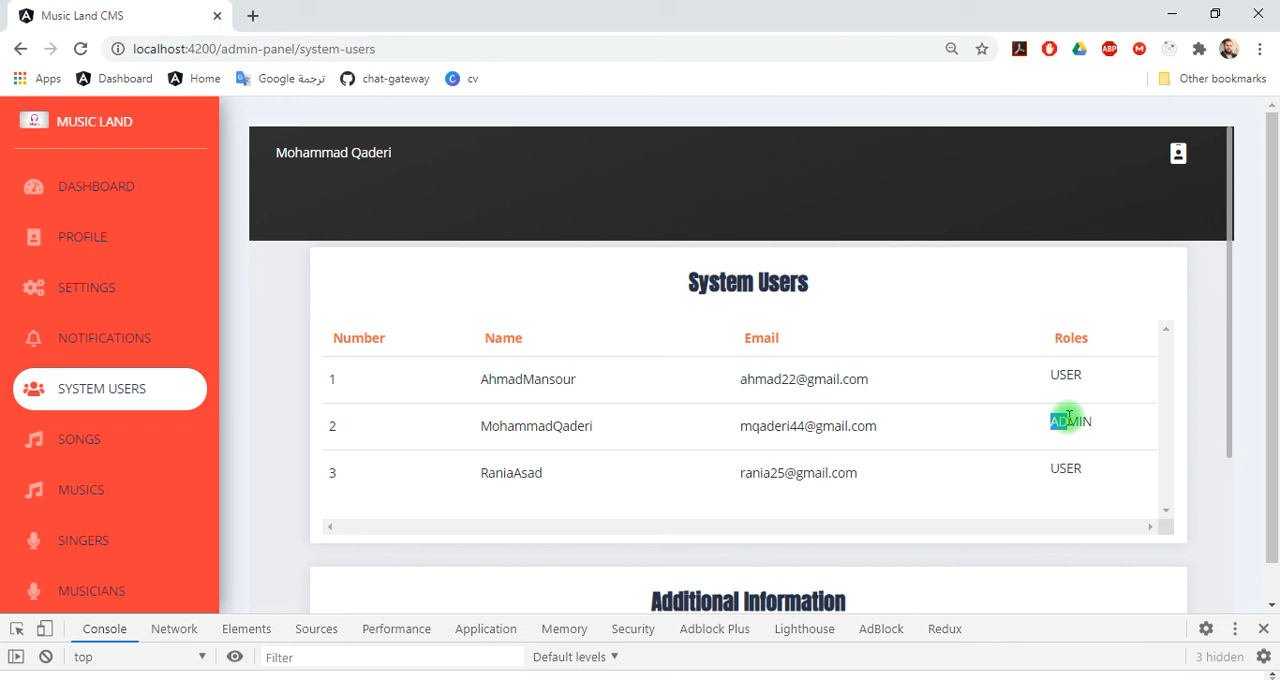 Music Land CMS
localhost:4200/admin-panel/system-users
ABP
Apps Dashboard Home ترجمة Google chat-gateway C cv Other bookmarks
MUSIC LAND
Mohammad Qaderi
DASHBOARD
PROFILE
SETTINGS
NOTIFICATIONS
SYSTEM USERS
SONGS
MUSICS
SINGERS
MUSICIANS
System Users
Number Name Email Roles
1 AhmadMansour ahmad22@gmail.com USER
2 MohammadQaderi mqaderi44@gmail.com ADMIN
3 RaniaAsad rania25@gmail.com USER
Additional Information
Console Network Elements Sources Performance Application Memory Security Adblock Plus Lighthouse AdBlock Redux
top Filter Default levels 3 hidden